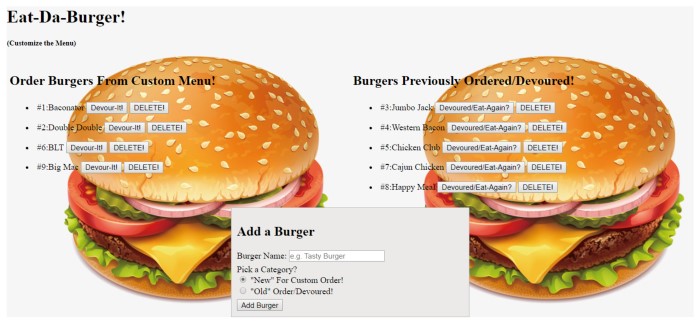 Eat-Da-Burger!
(Customize the Menu)
Order Burgers From Custom Menu!
#1:Baconator Devour-It! DELETE!
#2:Double Double Devour-It! DELETE!
#6:BLT Devour-It! DELETE!
#9:Big Mac Devour-It! DELETE!
Burgers Previously Ordered/Devoured!
#3:Jumbo Jack Devoured/Eat-Again? DELETE!
#4:Western Bacon Devoured/Eat-Again? DELETE!
#5:Chicken Club Devoured/Eat-Again? DELETE!
#7:Cajun Chicken Devoured/Eat-Again? DELETE!
#8:Happy Meal Devoured/Eat-Again? DELETE!
Add a Burger
Burger Name: e.g. Tasty Burger
Pick a Category?
"New" For Custom Order!
"Old" Order/Devoured!
Add Burger